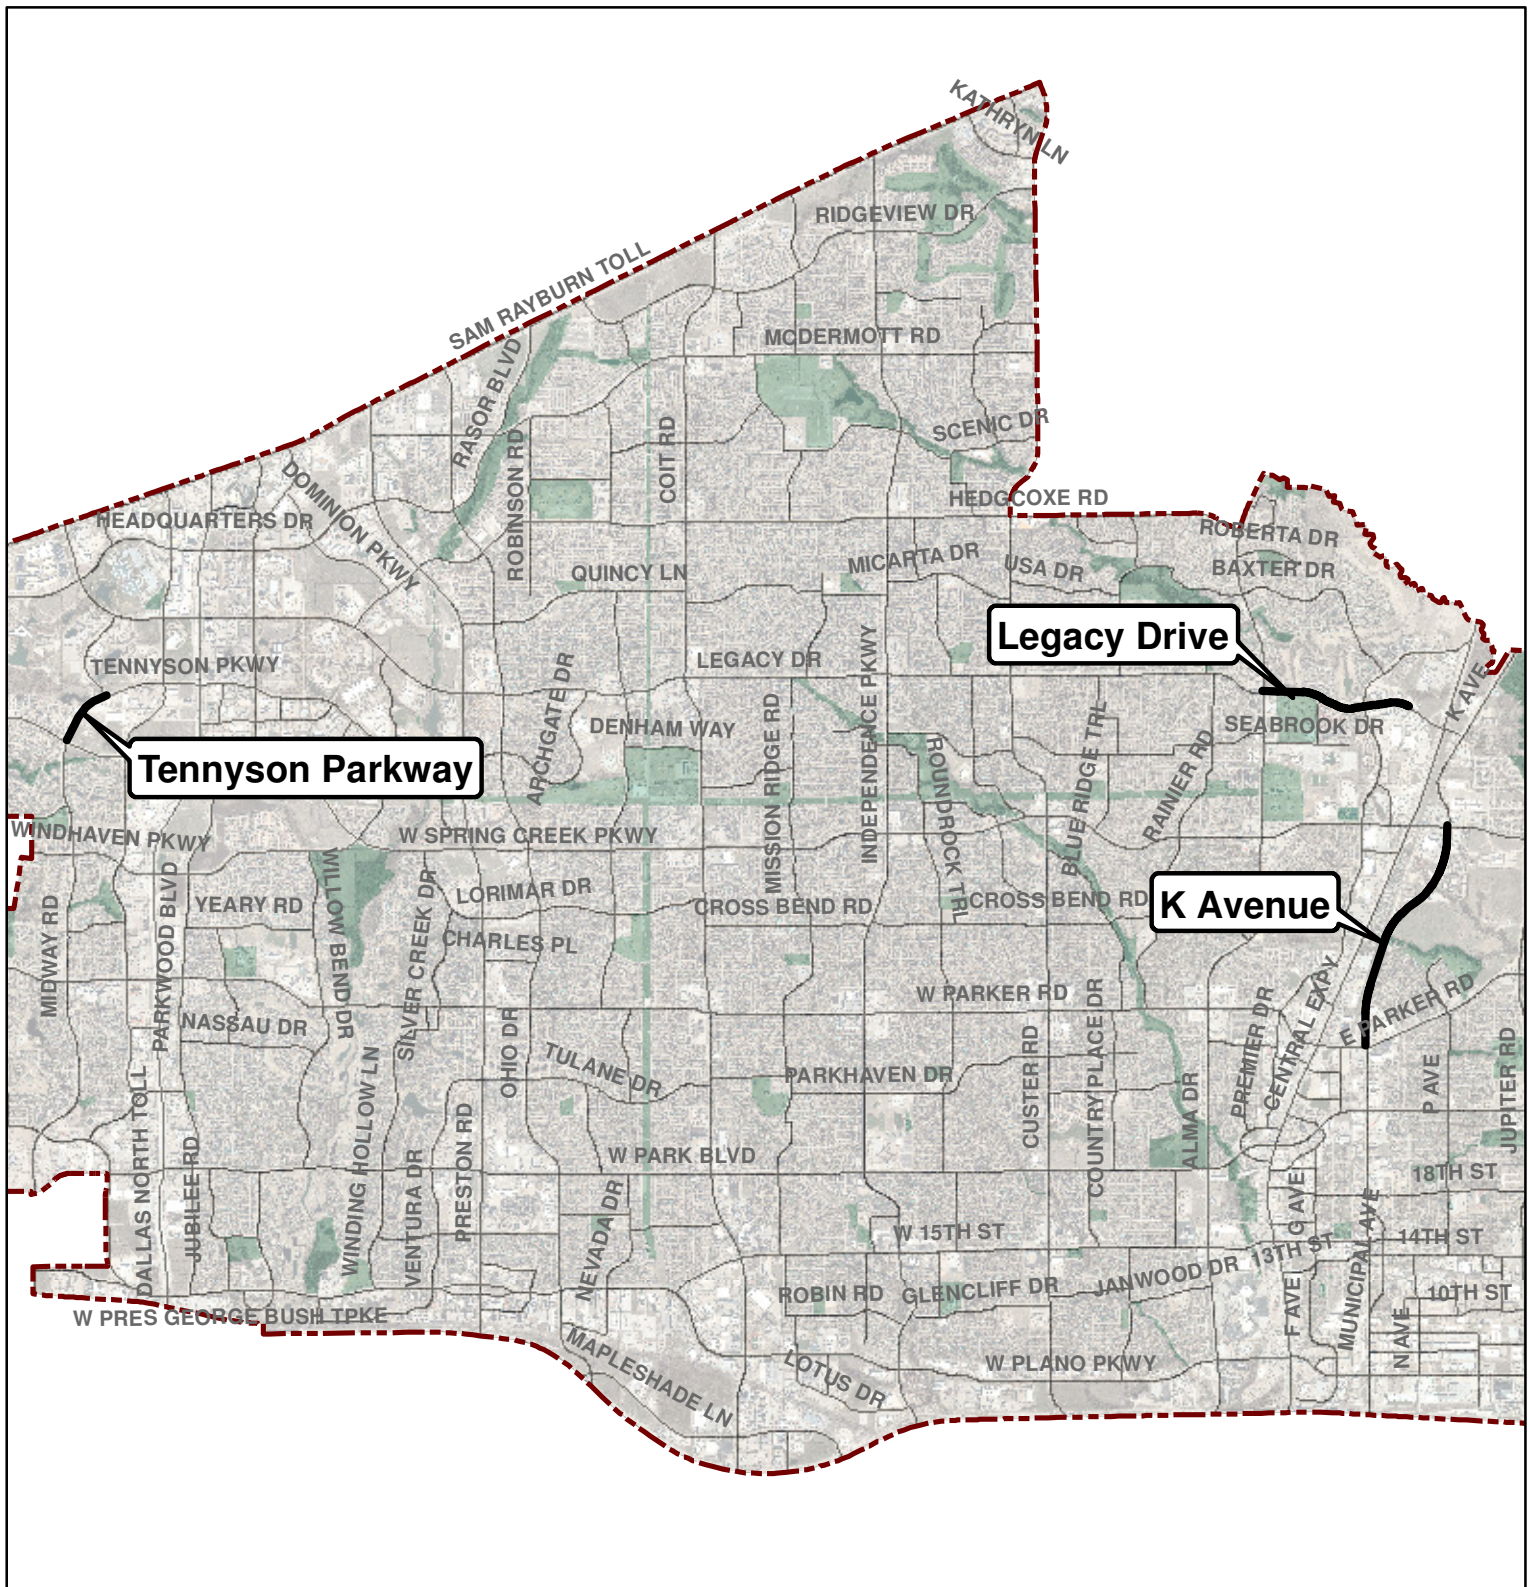 KATHRYN LN
RIDGEVIEW DR
SAM RAYBURN TOLL
MCDERMOTT RD
RASOR BLVD
SCENIC DR
COIT RD
ROBINSON RD
DOMINION PKWY
HEDGCOXE RD
HEADQUARTERS DR
ROBERTA DR
MICARTA DR
USA DR
BAXTER DR
QUINCY LN
Legacy Drive
TENNYSON PKWY
LEGACY DR
INDEPENDENCE PKWY
K AVE
ARCHGATE DR
DENHAM WAY
MISSION RIDGE RD
SEABROOK DR
Tennyson Parkway
ROUNDROCK TRL
BLUE RIDGE TRL
RAINIER RD
WINDHAVEN PKWY
W SPRING CREEK PKWY
WILLOW BEND DR
LORIMAR DR
YEARY RD
CROSS BEND RD
CROSS BEND RD
K Avenue
MIDWAY RD
PARKWOOD BLVD
SILVER CREEK DR
CHARLES PL
W PARKER RD
NASSAU DR
COUNTRY PLACE DR
PREMIER DR
CENTRAL EXPY
E PARKER RD
OHIO DR
TULANE DR
PARKHAVEN DR
CUSTER RD
P AVE
JUPITER RD
DALLAS NORTH TOLL
JUBILEE RD
WINDING HOLLOW LN
VENTURA DR
PRESTON RD
W PARK BLVD
ALMA DR
18TH ST
NEVADA DR
W 15TH ST
G AVE
MUNICIPAL AVE
14TH ST
13TH ST
ROBIN RD
GLENCLIFF DR
JANWOOD DR
10TH ST
W PRES GEORGE BUSH TPKE
F AVE
N AVE
MAPLESHADE LN
LOTUS DR
W PLANO PKWY